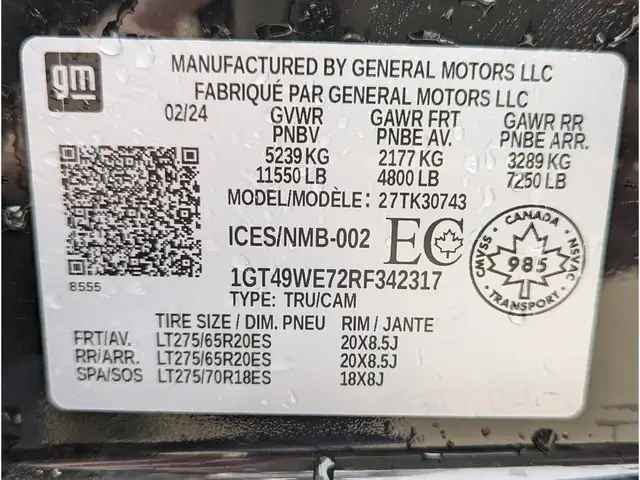 gm
MANUFACTURED BY GENERAL MOTORS LLC
FABRIQUÉ PAR GENERAL MOTORS LLC
02/24
GVWR GAWR FRT GAWR RR
PNBV PNBE AV. PNBE ARR.
5239 KG 2177 KG 3289 KG
11550 LB 4800 LB 7250 LB
MODEL/MODÈLE: 27TK30743
ICES/NMB-002 EC
CANADA
CMVSS 985 NSVAC
TRANSPORT
8555
1GT49WE72RF342317
TYPE: TRU/CAM
TIRE SIZE / DIM. PNEU RIM / JANTE
FRT/AV. LT275/65R20ES 20X8.5J
RR/ARR. LT275/65R20ES 20X8.5J
SPA/SOS LT275/70R18ES 18X8J